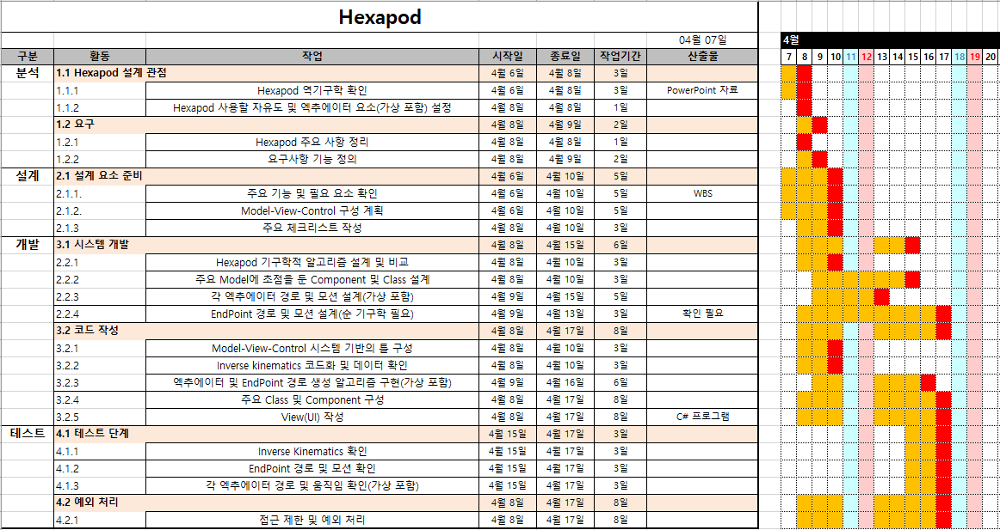 Hexapod
04월 07일 4월
구분 활동 작업 시작일 종료일 작업기간 산출물 7 8 9 10 11 12 13 14 15 16 17 18 19 20
분석 1.1 Hexapod 설계 관점 4월 6일 4월 8일 3일
1.1.1 Hexapod 역기구학 확인 4월 6일 4월 8일 3일 PowerPoint 자료
1.1.2 Hexapod 사용할 자유도 및 엑추에이터 요소(가상 포함) 설정 4월 8일 4월 8일 1일
1.2 요구 4월 8일 4월 9일 2일
1.2.1 Hexapod 주요 사항 정리 4월 8일 4월 8일 1일
1.2.2 요구사항 기능 정의 4월 8일 4월 9일 2일
설계 2.1 설계 요소 준비 4월 6일 4월 10일 5일
2.1.1. 주요 기능 및 필요 요소 확인 4월 6일 4월 10일 5일 WBS
2.1.2. Model-View-Control 구성 계획 4월 6일 4월 10일 5일
2.1.3 주요 체크리스트 작성 4월 8일 4월 10일 3일
개발 3.1 시스템 개발 4월 8일 4월 15일 6일
2.2.1 Hexapod 기구학적 알고리즘 설계 및 비교 4월 8일 4월 10일 3일
2.2.2 주요 Model에 초점을 둔 Component 및 Class 설계 4월 8일 4월 10일 3일
2.2.3 각 엑추에이터 경로 및 모션 설계(가상 포함) 4월 9일 4월 15일 5일
2.2.4 EndPoint 경로 및 모션 설계(순 기구학 필요) 4월 9일 4월 13일 3일 확인 필요
3.2 코드 작성 4월 8일 4월 17일 8일
3.2.1 Model-View-Control 시스템 기반의 틀 구성 4월 8일 4월 10일 3일
3.2.2 Inverse kinematics 코드화 및 데이터 확인 4월 8일 4월 10일 3일
3.2.3 엑추에이터 및 EndPoint 경로 생성 알고리즘 구현(가상 포함) 4월 9일 4월 16일 6일
3.2.4 주요 Class 및 Component 구성 4월 8일 4월 17일 8일
3.2.5 View(UI) 작성 4월 8일 4월 17일 8일 C# 프로그램
테스트 4.1 테스트 단계 4월 15일 4월 17일 3일
4.1.1 Inverse Kinematics 확인 4월 15일 4월 17일 3일
4.1.2 EndPoint 경로 및 모션 확인 4월 15일 4월 17일 3일
4.1.3 각 엑추에이터 경로 및 움직임 확인(가상 포함) 4월 15일 4월 17일 3일
4.2 예외 처리 4월 8일 4월 17일 8일
4.2.1 접근 제한 및 예외 처리 4월 8일 4월 17일 8일